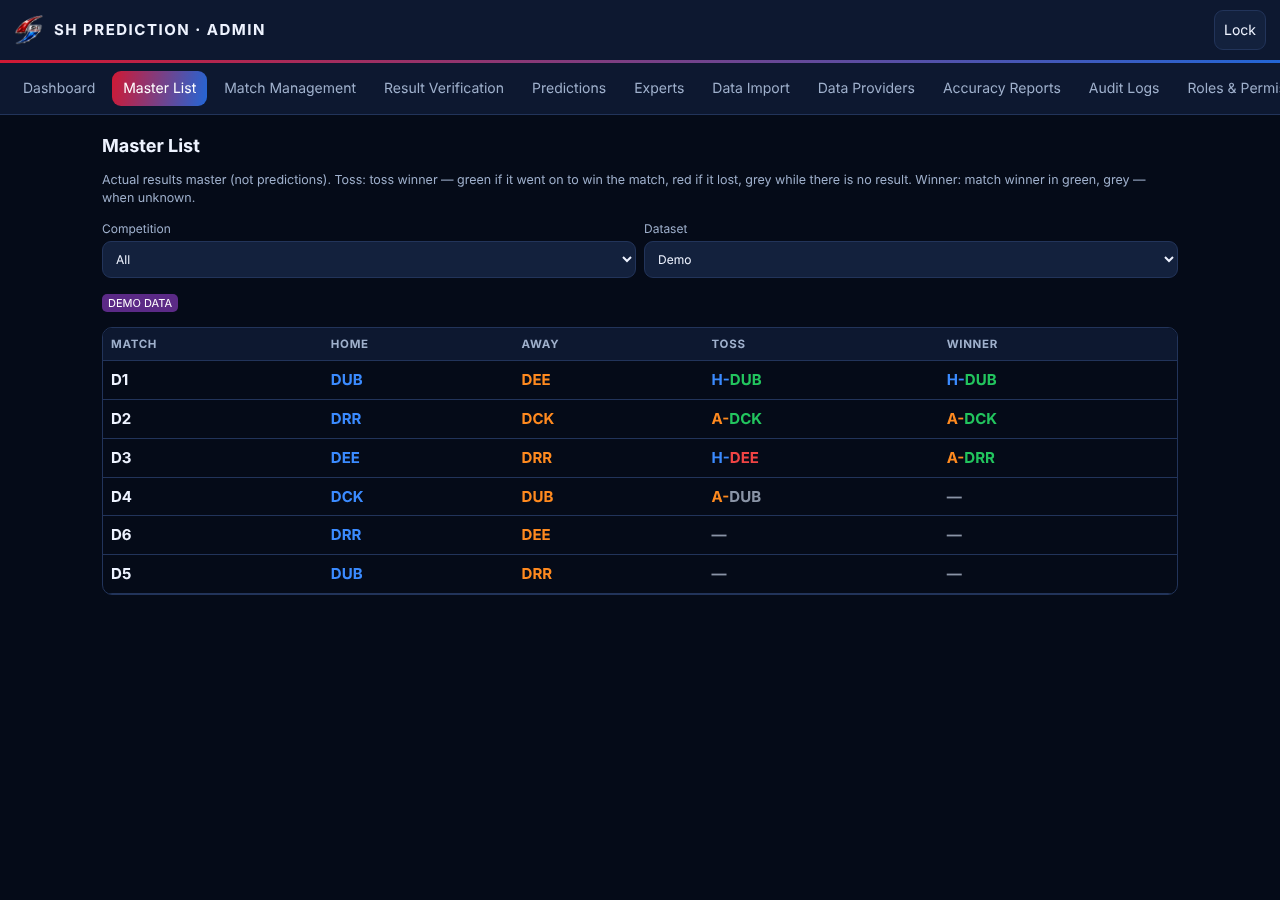 SH PREDICTION · ADMIN
Lock
Dashboard Master List Match Management Result Verification Predictions Experts Data Import Data Providers Accuracy Reports Audit Logs Roles & Permi
Master List
Actual results master (not predictions). Toss: toss winner — green if it went on to win the match, red if it lost, grey while there is no result. Winner: match winner in green, grey —
when unknown.
Competition Dataset
All Demo
DEMO DATA
MATCH HOME AWAY TOSS WINNER
D1 DUB DEE H-DUB H-DUB
D2 DRR DCK A-DCK A-DCK
D3 DEE DRR H-DEE A-DRR
D4 DCK DUB A-DUB —
D6 DRR DEE — —
D5 DUB DRR — —